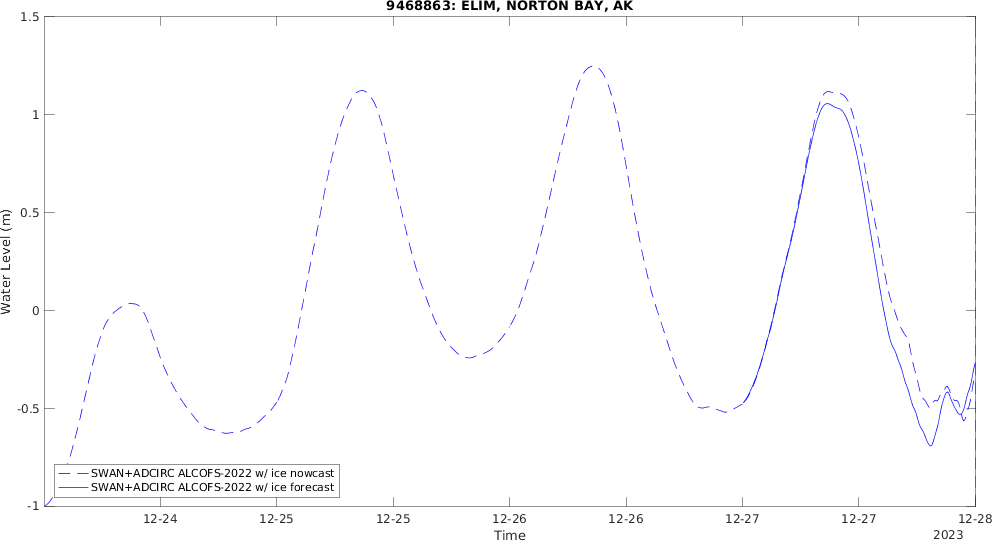 9468863: ELIM, NORTON BAY, AK
1.5
1
0.5
0
-0.5
-1
Water Level (m)
SWAN+ADCIRC ALCOFS-2022 w/ ice nowcast
SWAN+ADCIRC ALCOFS-2022 w/ ice forecast
12-24 12-25 12-25 12-26 12-26 12-27 12-27 12-28
Time
2023